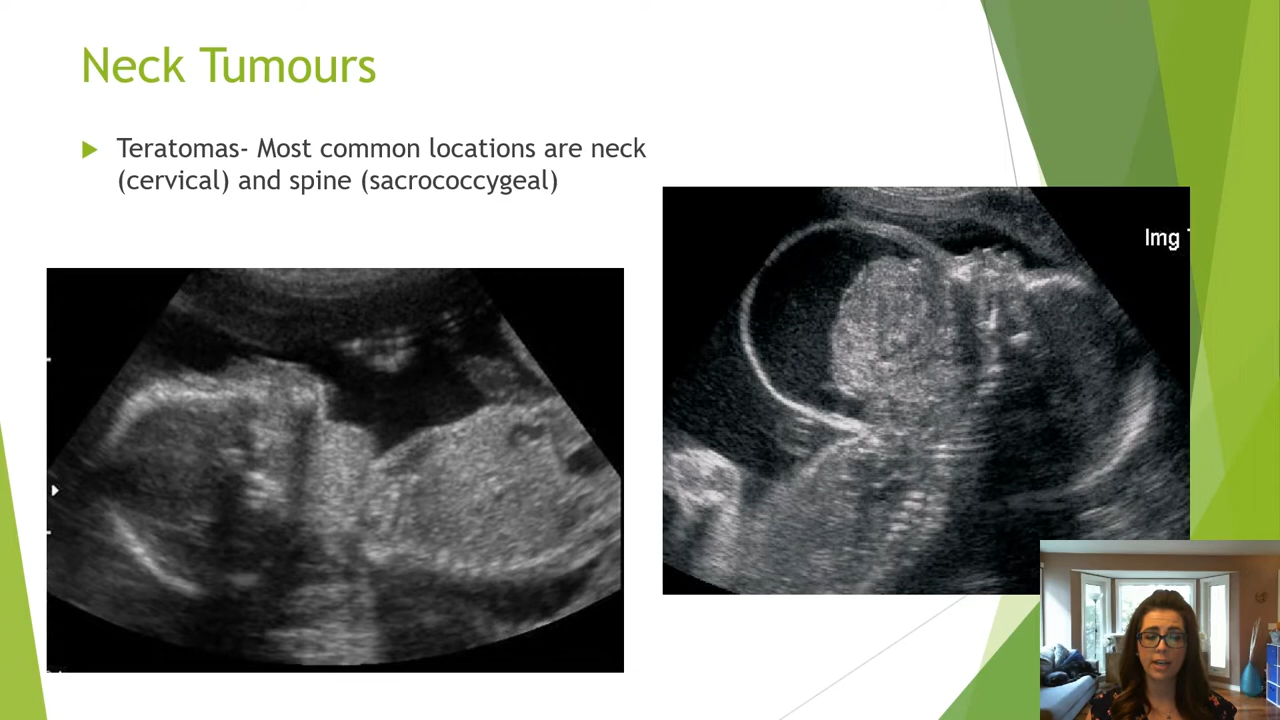 Neck Tumours
Teratomas- Most common locations are neck
(cervical) and spine (sacrococcygeal)
Img